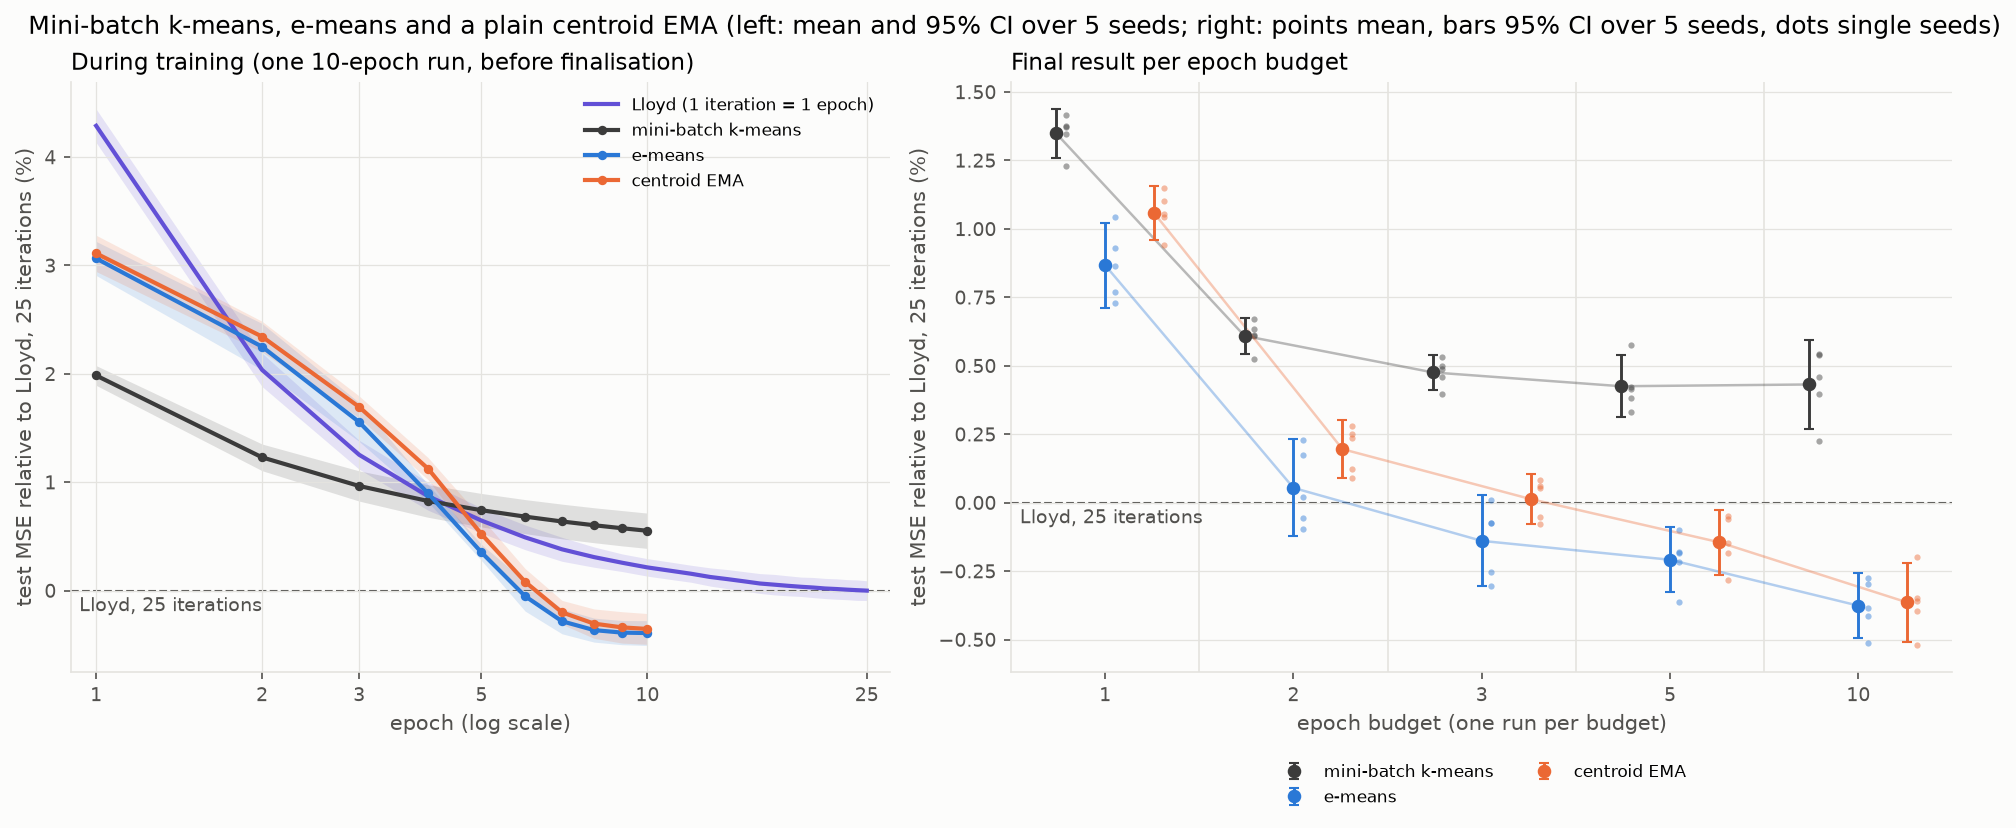 Mini-batch k-means, e-means and a plain centroid EMA (left: mean and 95% CI over 5 seeds; right: points mean, bars 95% CI over 5 seeds, dots single seeds)
During training (one 10-epoch run, before finalisation)
test MSE relative to Lloyd, 25 iterations (%)
4
3
2
1
0
Lloyd (1 iteration = 1 epoch)
mini-batch k-means
e-means
centroid EMA
Lloyd, 25 iterations
1 2 3 5 10 25
epoch (log scale)
Final result per epoch budget
test MSE relative to Lloyd, 25 iterations (%)
1.50
1.25
1.00
0.75
0.50
0.25
0.00
−0.25
−0.50
Lloyd, 25 iterations
1 2 3 5 10
epoch budget (one run per budget)
mini-batch k-means
e-means
centroid EMA